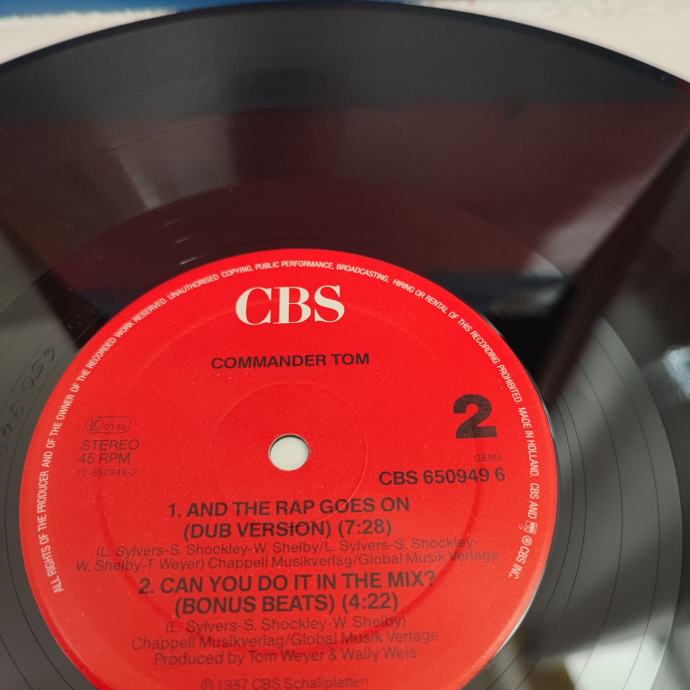 ALL RIGHTS OF THE PRODUCER AND OF THE OWNER OF THE RECORDED WORK RESERVED. UNAUTHORISED COPYING, PUBLIC PERFORMANCE, BROADCASTING, HIRING OR RENTAL OF THIS RECORDING PROHIBITED. MADE IN HOLLAND. CBS AND ℗ CBS INC.
CBS
COMMANDER TOM
LC 0149
STEREO
45 RPM
12-650949-2
2
GEMA
CBS 650949 6
1. AND THE RAP GOES ON
(DUB VERSION) (7:28)
(L. Sylvers-S. Shockley-W. Shelby/L. Sylvers-S. Shockley-
W. Shelby-T Weyer) Chappell Musikverlag/Global Musik Verlage
2. CAN YOU DO IT IN THE MIX?
(BONUS BEATS) (4:22)
(L. Sylvers-S. Shockley-W. Shelby)
Chappell Musikverlag/Global Musik Verlage
Produced by Tom Weyer & Wally Weis
℗ 1987 CBS Schallplatten